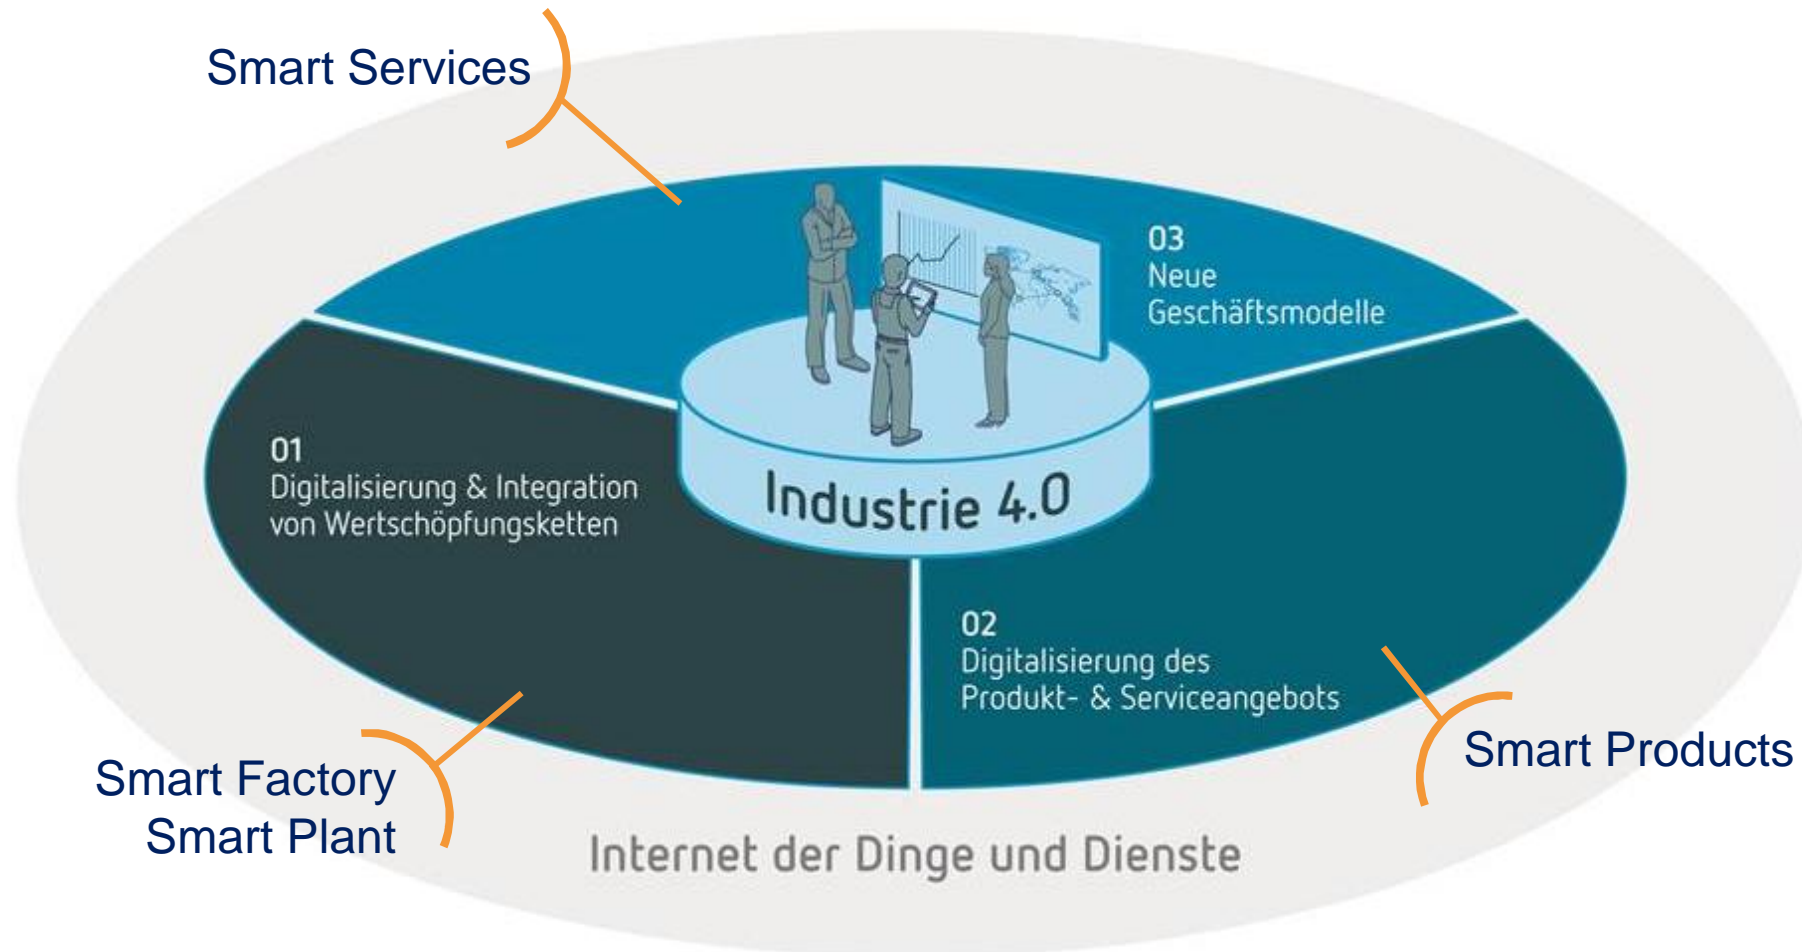 Smart Services
03
Neue
Geschäftsmodelle
01
Digitalisierung & Integration
von Wertschöpfungsketten
Industrie 4.0
02
Digitalisierung des
Produkt- & Serviceangebots
Smart Products
Smart Factory
Smart Plant
Internet der Dinge und Dienste